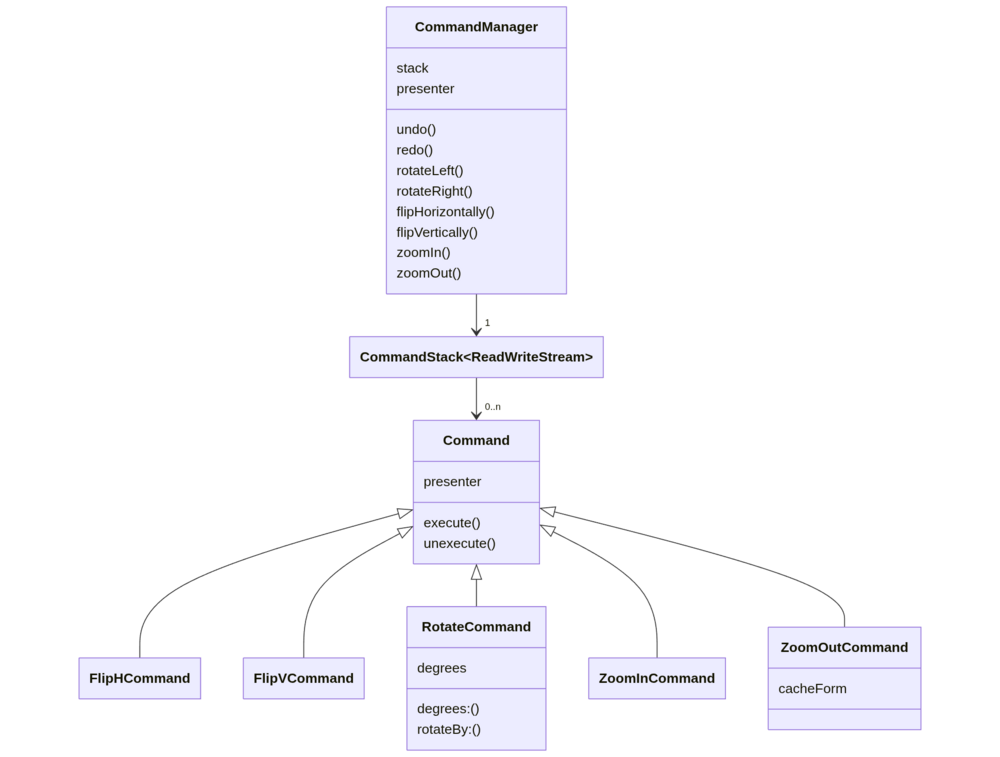 CommandManager
stack
presenter
undo()
redo()
rotateLeft()
rotateRight()
flipHorizontally()
flipVertically()
zoomIn()
zoomOut()
1
CommandStack<ReadWriteStream>
0..n
Command
presenter
execute()
unexecute()
FlipHCommand
FlipVCommand
RotateCommand
degrees
degrees:()
rotateBy:()
ZoomInCommand
ZoomOutCommand
cacheForm